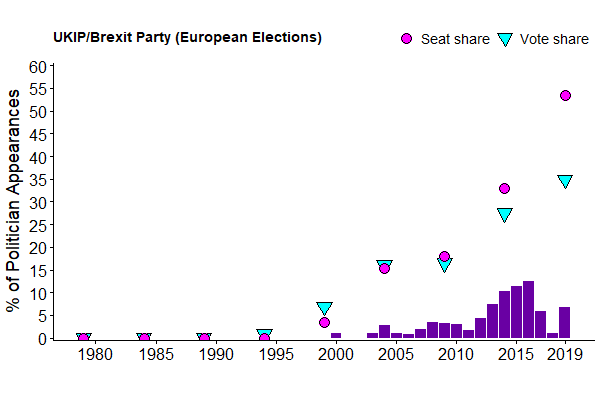 UKIP/Brexit Party (European Elections)
Seat share
Vote share
% of Politician Appearances
60
55
50
45
40
35
30
25
20
15
10
5
0
1980 1985 1990 1995 2000 2005 2010 2015 2019